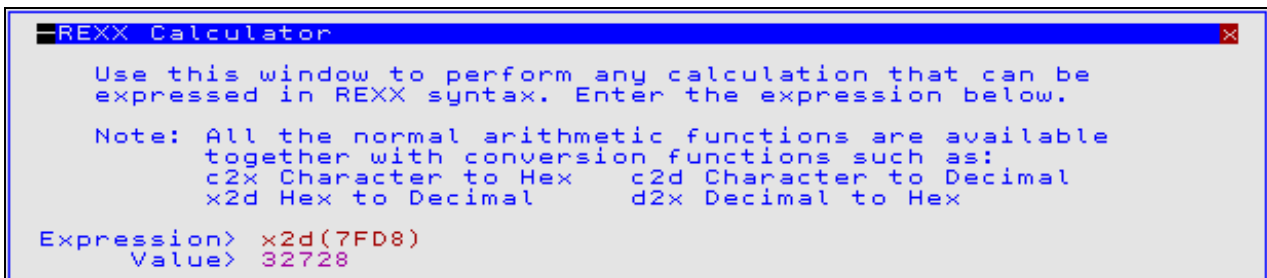 REXX Calculator
Use this window to perform any calculation that can be
expressed in REXX syntax. Enter the expression below.
Note: All the normal arithmetic functions are available
together with conversion functions such as:
c2x Character to Hex c2d Character to Decimal
x2d Hex to Decimal d2x Decimal to Hex
Expression> x2d(7FD8)
Value> 32728